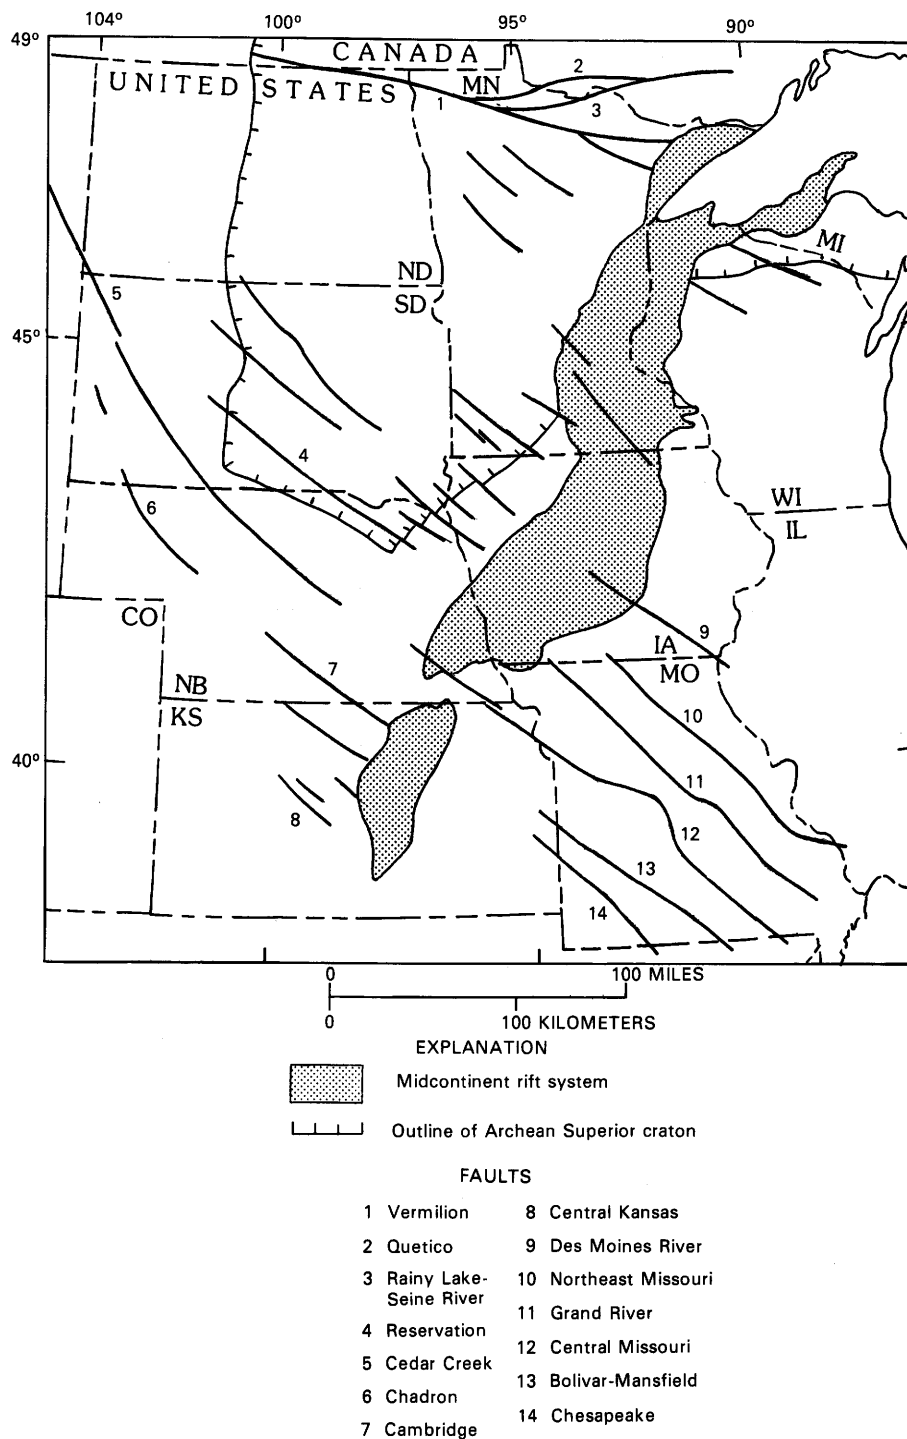 104° 100° 95° 90°
49°
CANADA
UNITED STATES
MN
2
1
3
MI
ND
SD
5
45°
4
6
WI
IL
CO
9
IA
MO
7
NB
KS
10
40°
11
8
12
13
14
0 100 MILES
0 100 KILOMETERS
EXPLANATION
Midcontinent rift system
Outline of Archean Superior craton
FAULTS
1 Vermilion
2 Quetico
3 Rainy Lake-
Seine River
4 Reservation
5 Cedar Creek
6 Chadron
7 Cambridge
8 Central Kansas
9 Des Moines River
10 Northeast Missouri
11 Grand River
12 Central Missouri
13 Bolivar-Mansfield
14 Chesapeake